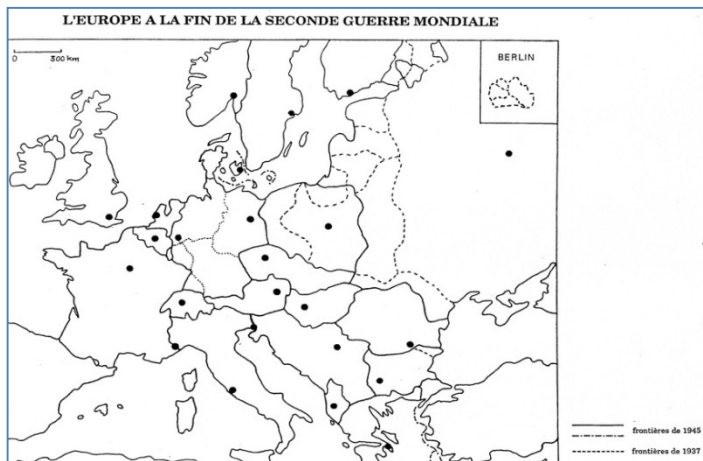 L'EUROPE A LA FIN DE LA SECONDE GUERRE MONDIALE
0 300 km
BERLIN
frontières de 1945
frontières de 1937